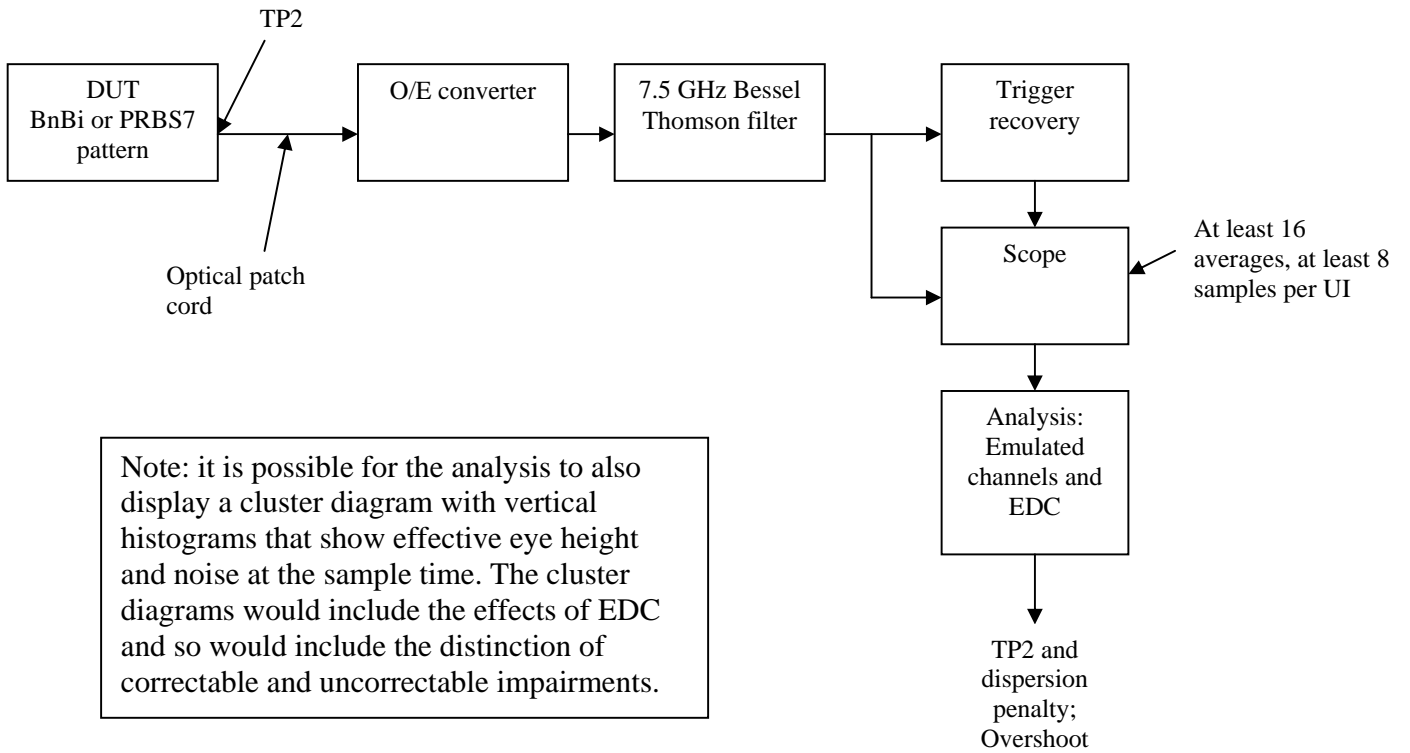 TP2
DUT
BnBi or PRBS7
pattern
O/E converter
7.5 GHz Bessel
Thomson filter
Trigger
recovery
Optical patch
cord
Scope
At least 16
averages, at least 8
samples per UI
Analysis:
Emulated
channels and
EDC
Note: it is possible for the analysis to also
display a cluster diagram with vertical
histograms that show effective eye height
and noise at the sample time. The cluster
diagrams would include the effects of EDC
and so would include the distinction of
correctable and uncorrectable impairments.
TP2 and
dispersion
penalty;
Overshoot